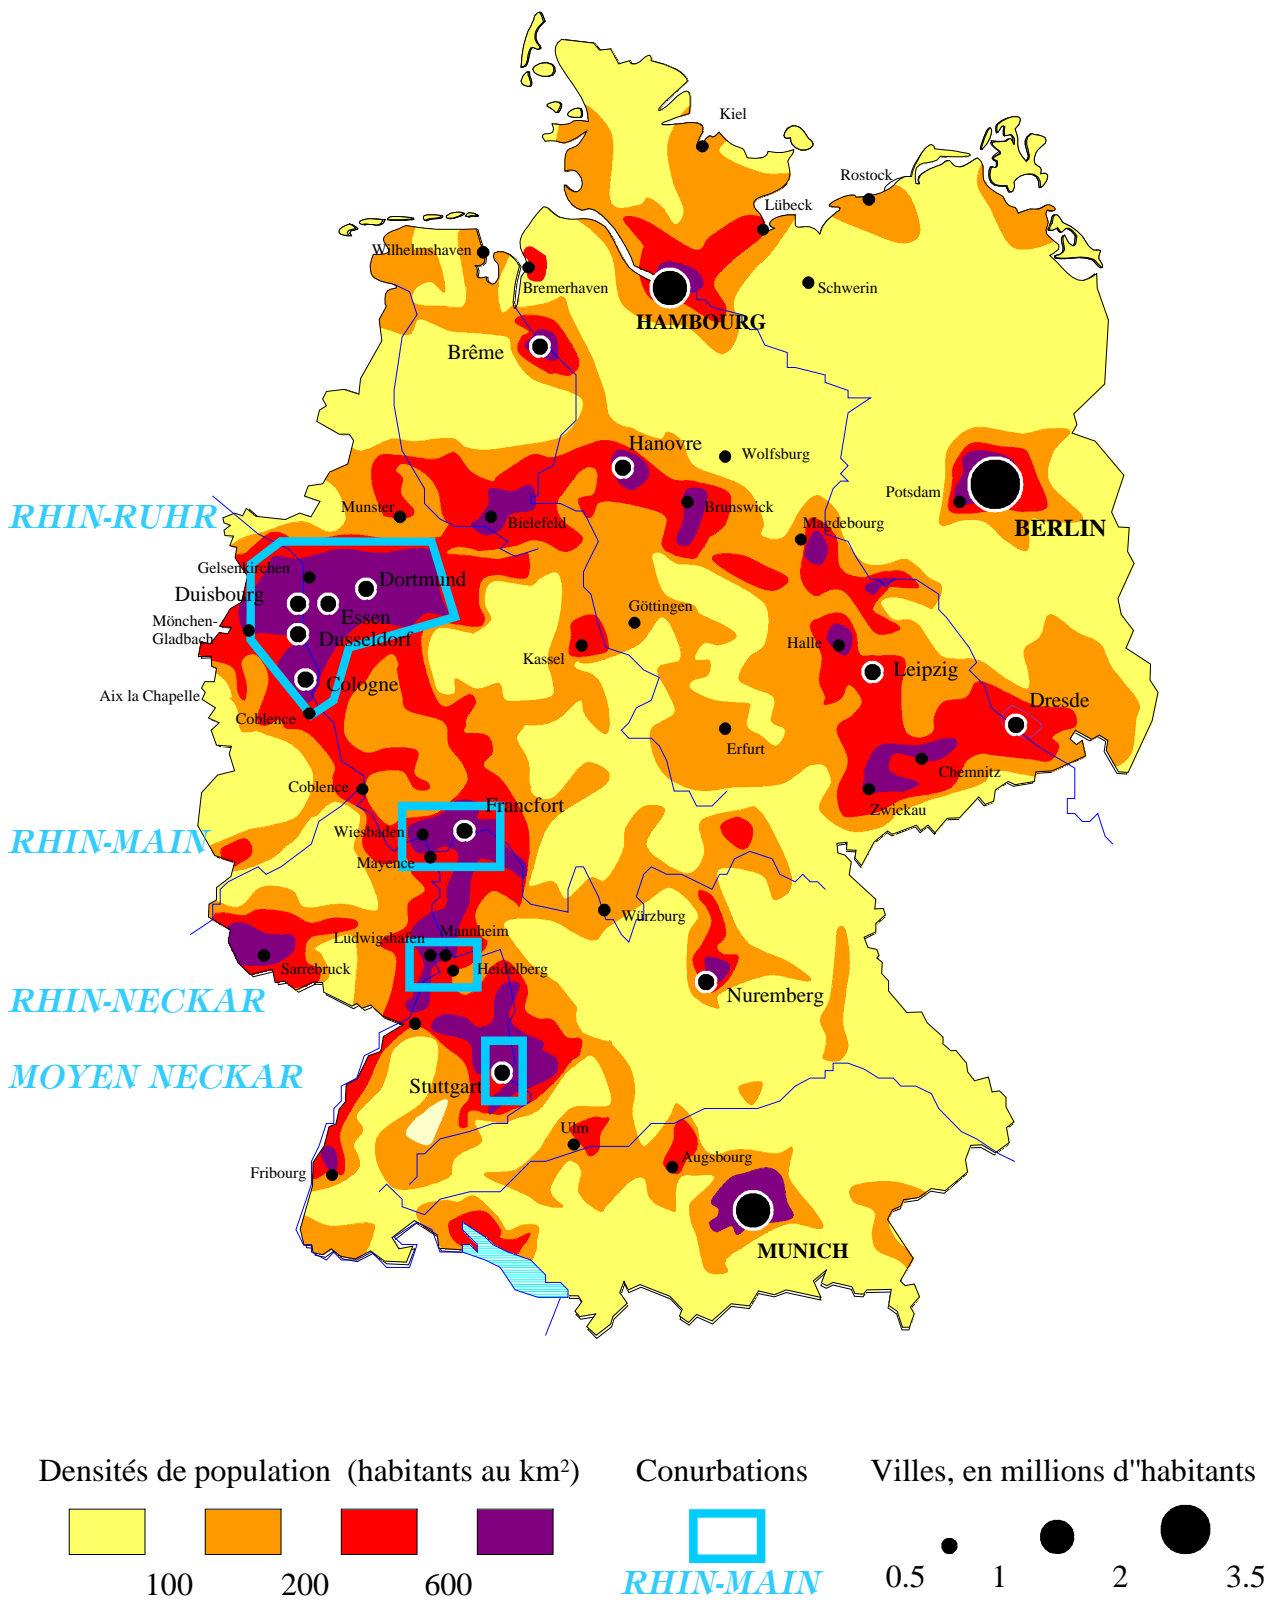 Kiel
Rostock
Lübeck
Wilhelmshaven
Bremerhaven
Schwerin
HAMBOURG
Brême
Hanovre
Wolfsburg
Potsdam
Munster
Brunswick
RHIN-RUHR
Bielefeld
Magdebourg
BERLIN
Gelsenkirchen
Dortmund
Duisbourg
Essen
Göttingen
Mönchen-
Gladbach
Dusseldorf
Halle
Kassel
Leipzig
Cologne
Aix la Chapelle
Dresde
Coblence
Erfurt
Chemnitz
Coblence
Francfort
Zwickau
Wiesbaden
RHIN-MAIN
Mayence
Würzburg
Mannheim
Ludwigshafen
Sarrebruck
Heidelberg
Nuremberg
RHIN-NECKAR
MOYEN NECKAR
Stuttgart
Ulm
Augsbourg
Fribourg
MUNICH
Densités de population (habitants au km²)
100
200
600
Conurbations
RHIN-MAIN
Villes, en millions d"habitants
0.5
1
2
3.5